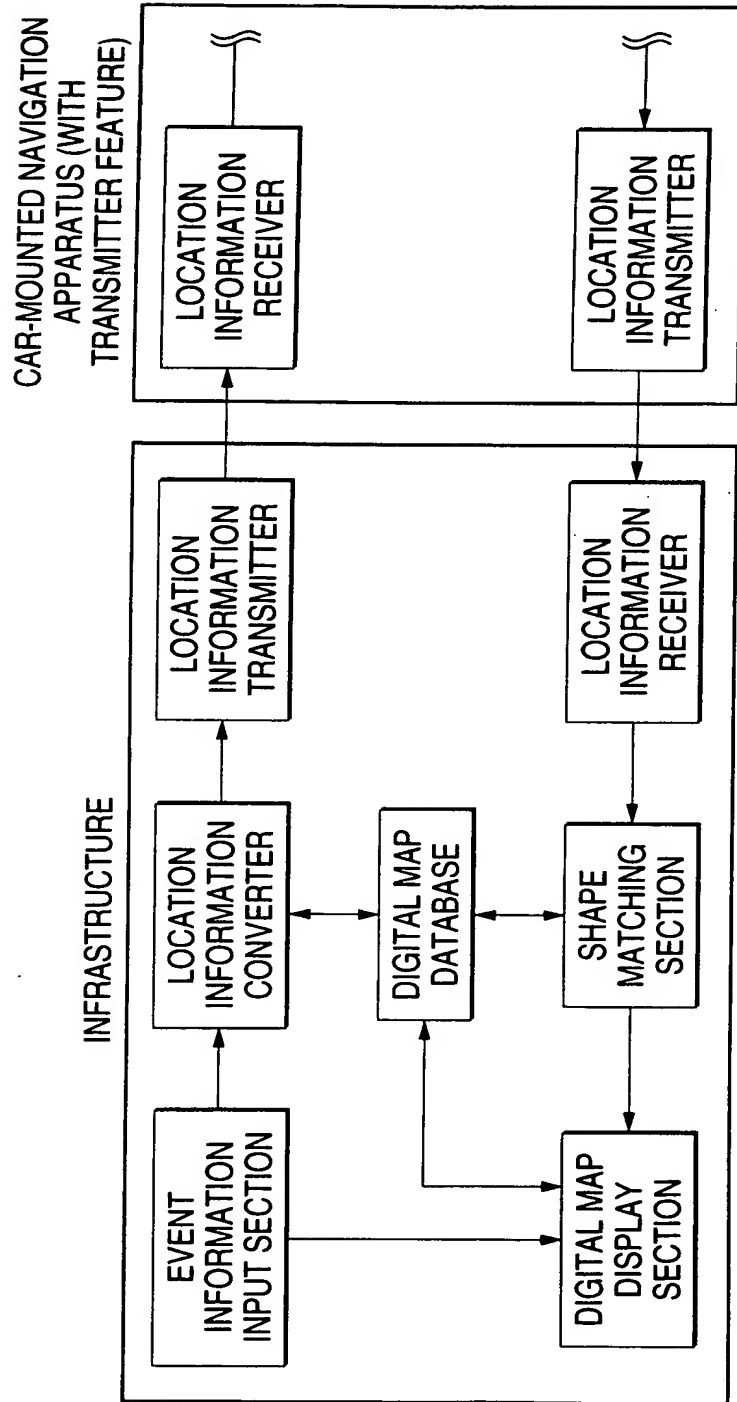 INFRASTRUCTURE
EVENT
INFORMATION
INPUT SECTION
LOCATION
INFORMATION
CONVERTER
LOCATION
INFORMATION
TRANSMITTER
DIGITAL MAP
DATABASE
DIGITAL MAP
DISPLAY
SECTION
SHAPE
MATCHING
SECTION
LOCATION
INFORMATION
RECEIVER
CAR-MOUNTED NAVIGATION
APPARATUS (WITH
TRANSMITTER FEATURE)
LOCATION
INFORMATION
RECEIVER
LOCATION
INFORMATION
TRANSMITTER